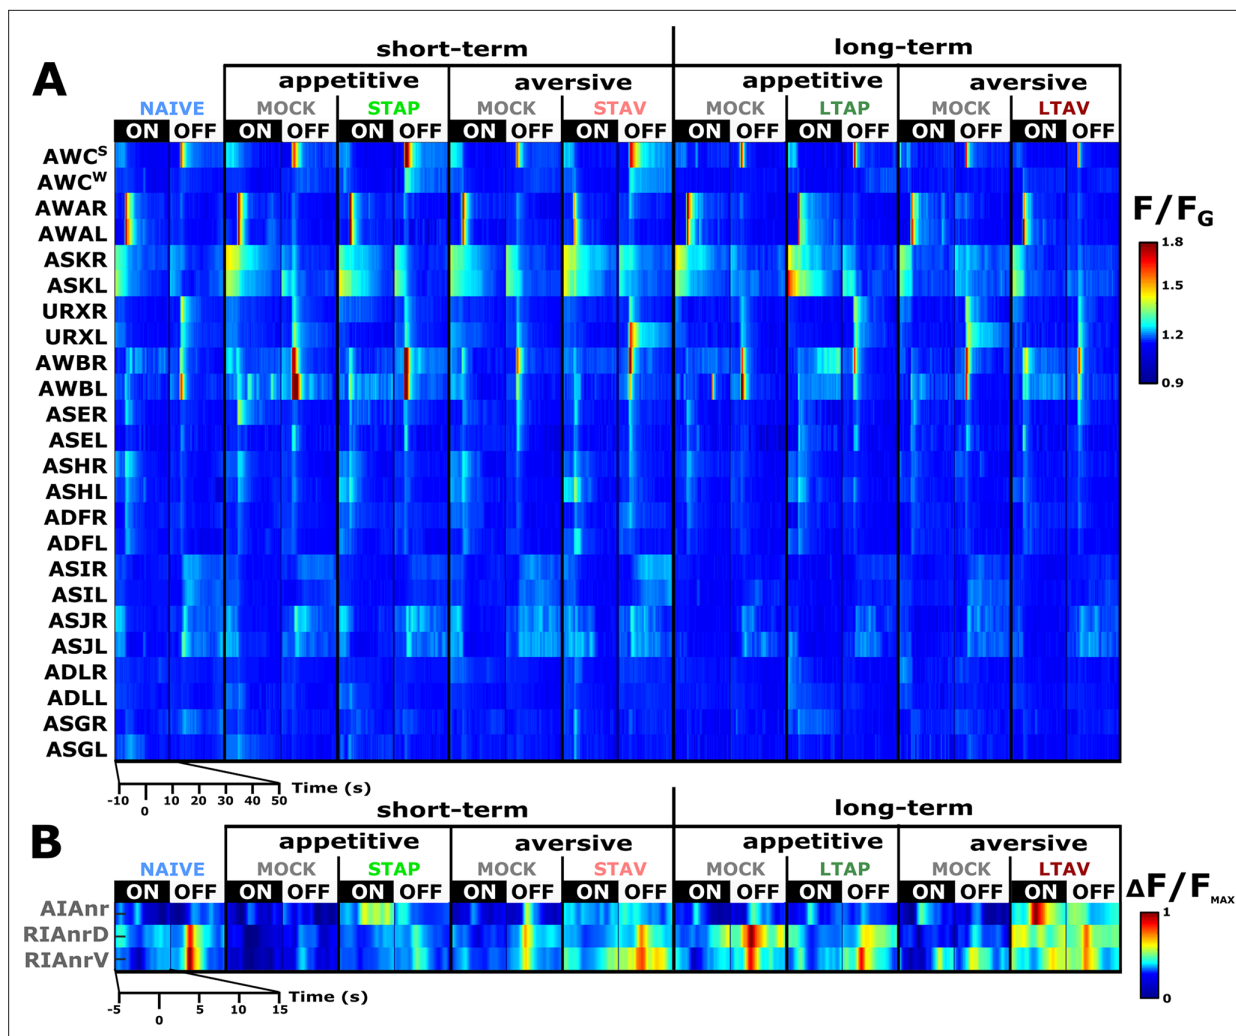 short-term long-term
A appetitive aversive appetitive aversive
NAIVE MOCK STAP MOCK STAV MOCK LTAP MOCK LTAV
ON OFF ON OFF ON OFF ON OFF ON OFF ON OFF ON OFF ON OFF ON OFF
AWCS
AWCW
AWAR
AWAL
ASKR
ASKL
URXR
URXL
AWBR
AWBL
ASER
ASEL
ASHR
ASHL
ADFR
ADFL
ASIR
ASIL
ASJR
ASJL
ADLR
ADLL
ASGR
ASGL
F/FG
1.8
1.5
1.2
0.9
-10 0 10 20 30 40 50 Time (s)
short-term long-term
B appetitive aversive appetitive aversive
NAIVE MOCK STAP MOCK STAV MOCK LTAP MOCK LTAV
ON OFF ON OFF ON OFF ON OFF ON OFF ON OFF ON OFF ON OFF ON OFF
AIAnr
RIAnrD
RIAnrV
ΔF/FMAX
1
0
-5 0 5 10 15 Time (s)